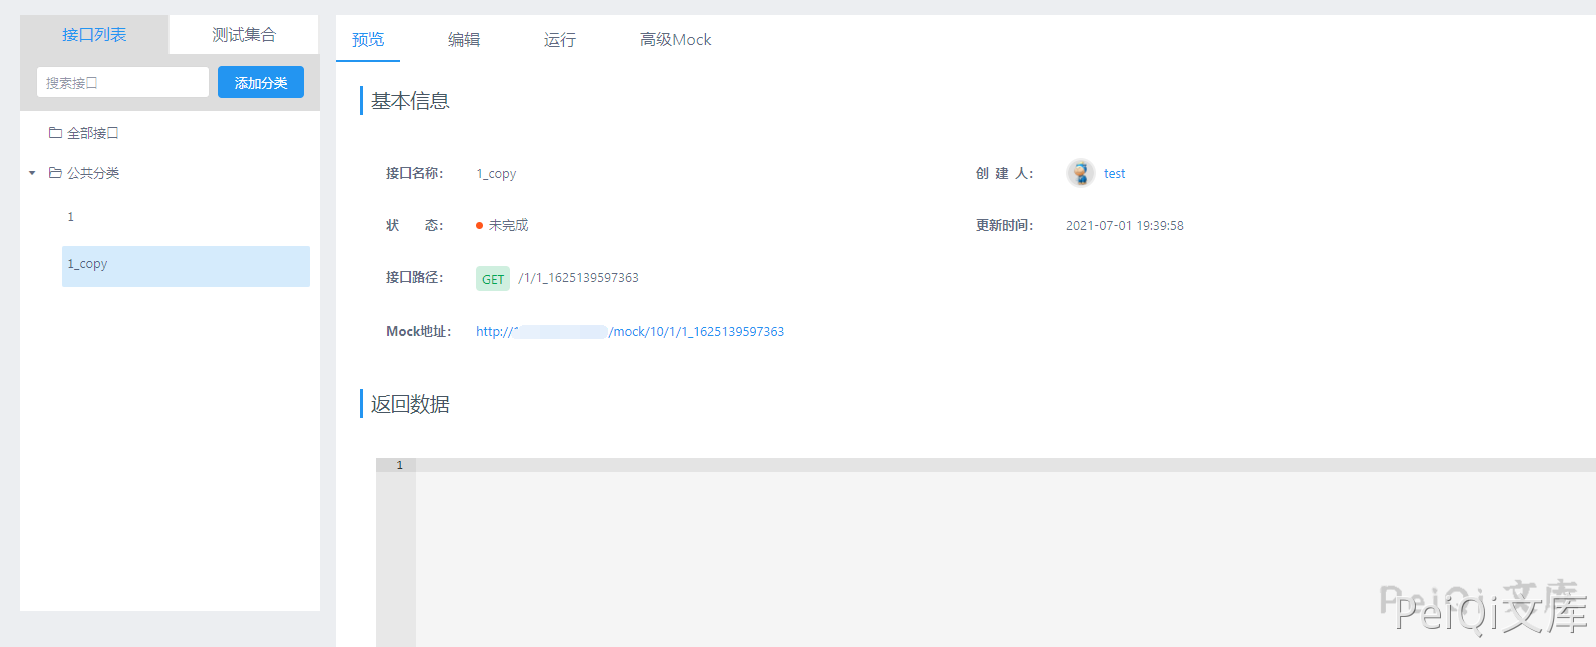 接口列表
测试集合
搜索接口
添加分类
全部接口
公共分类
1
1_copy
预览
编辑
运行
高级Mock
基本信息
接口名称：
1_copy
创 建 人：
test
状 态：
未完成
更新时间：
2021-07-01 19:39:58
接口路径：
GET /1/1_1625139597363
Mock地址：
http:// /mock/10/1/1_1625139597363
返回数据
1
PeiQi 文库
PeiQi文库